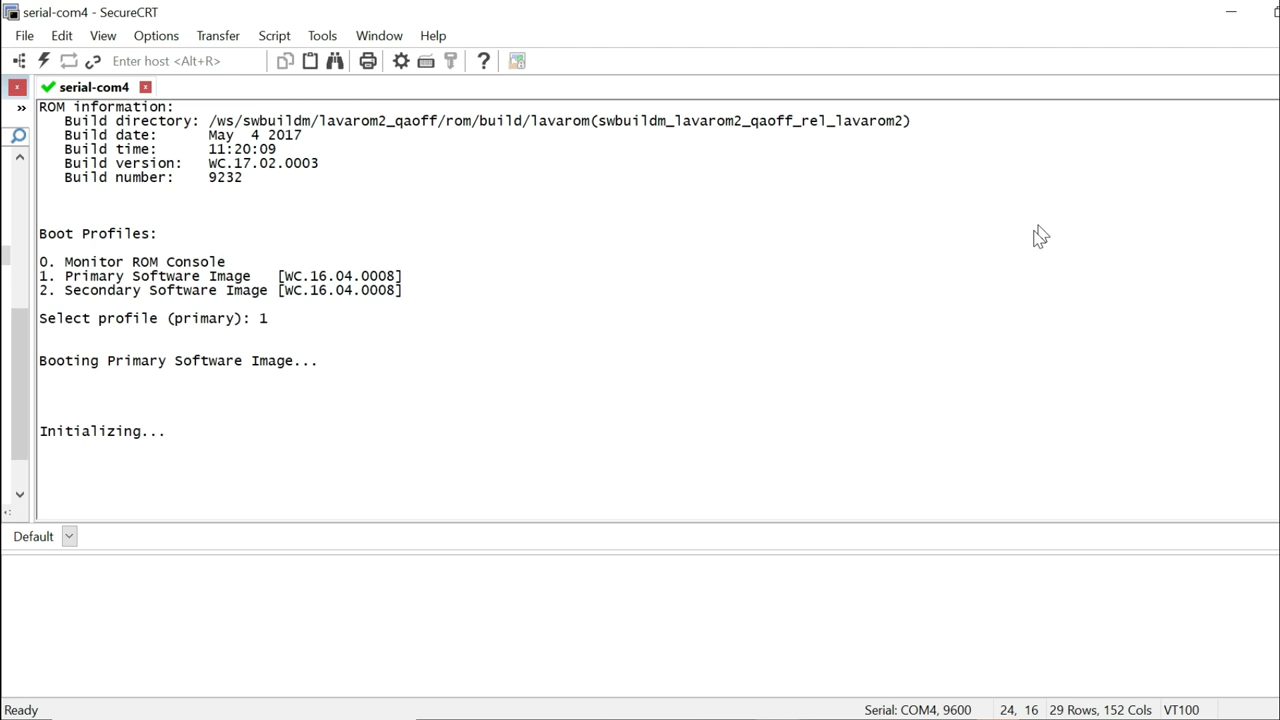 serial-com4 - SecureCRT
File Edit View Options Transfer Script Tools Window Help
Enter host <Alt+R>
serial-com4
ROM information:
Build directory: /ws/swbuildm/lavarom2_qaoff/rom/build/lavarom(swbuildm_lavarom2_qaoff_rel_lavarom2)
Build date: May 4 2017
Build time: 11:20:09
Build version: WC.17.02.0003
Build number: 9232
Boot Profiles:
0. Monitor ROM Console
1. Primary Software Image [WC.16.04.0008]
2. Secondary Software Image [WC.16.04.0008]
Select profile (primary): 1
Booting Primary Software Image...
Initializing...
Default
Ready Serial: COM4, 9600 24, 16 29 Rows, 152 Cols VT100